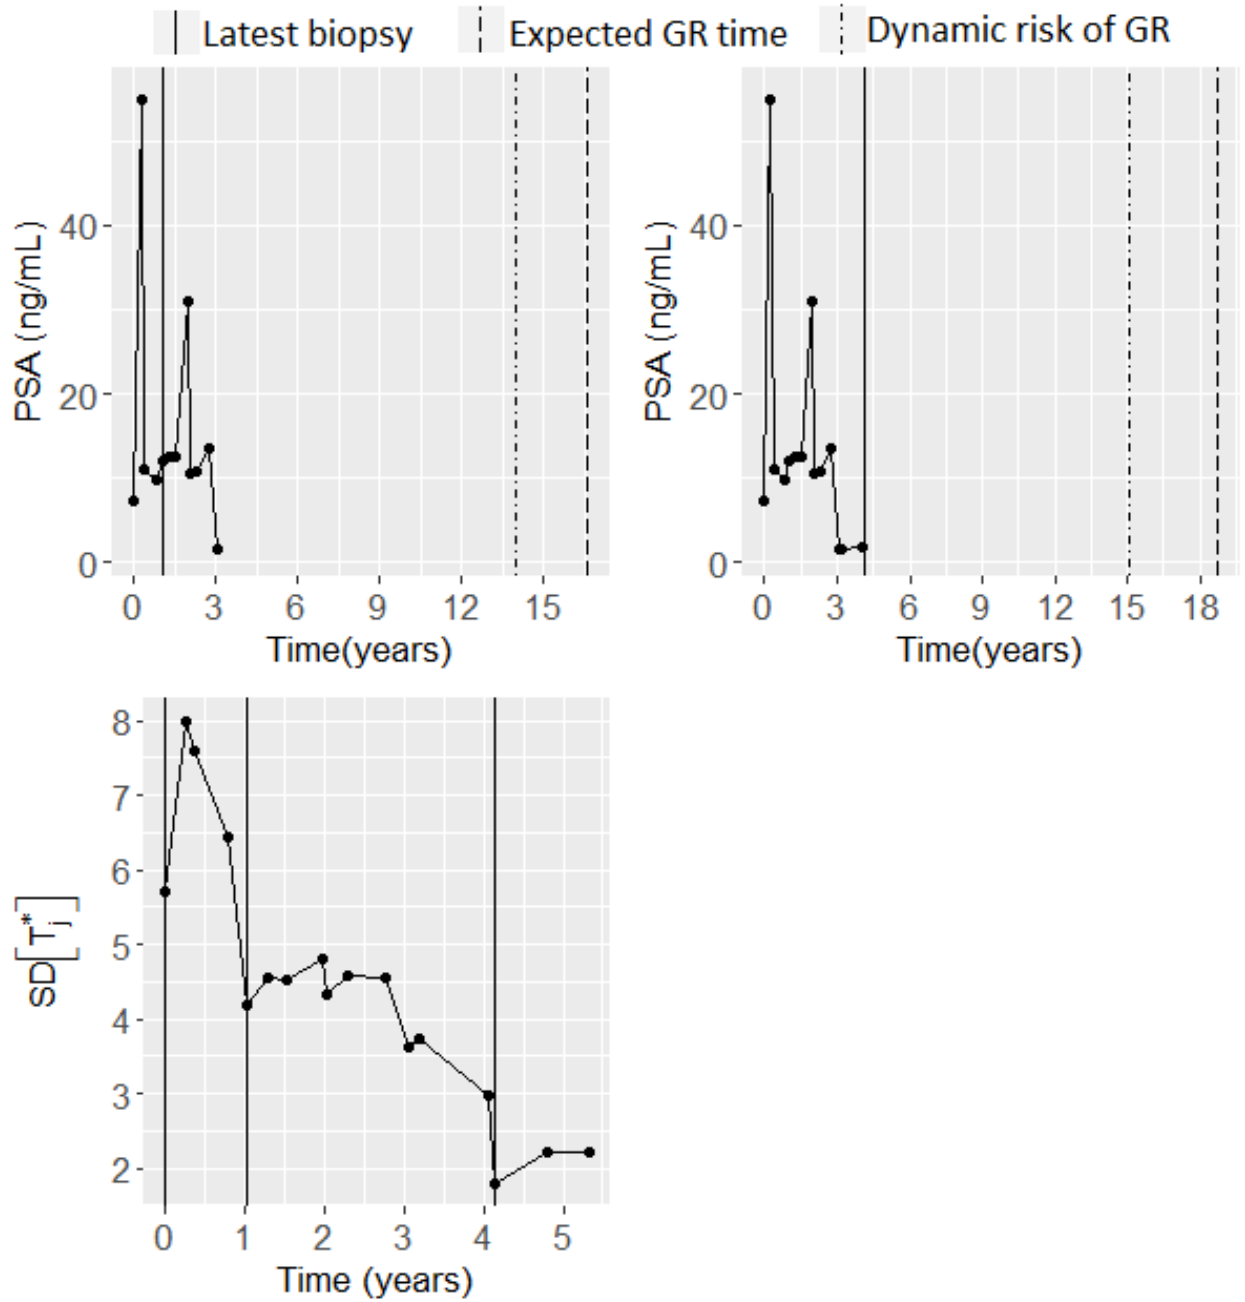 Latest biopsy Expected GR time Dynamic risk of GR
PSA (ng/mL)
40
20
0
0 3 6 9 12 15
Time(years)
PSA (ng/mL)
40
20
0
0 3 6 9 12 15 18
Time(years)
SD[T*j]
8
7
6
5
4
3
2
0 1 2 3 4 5
Time (years)